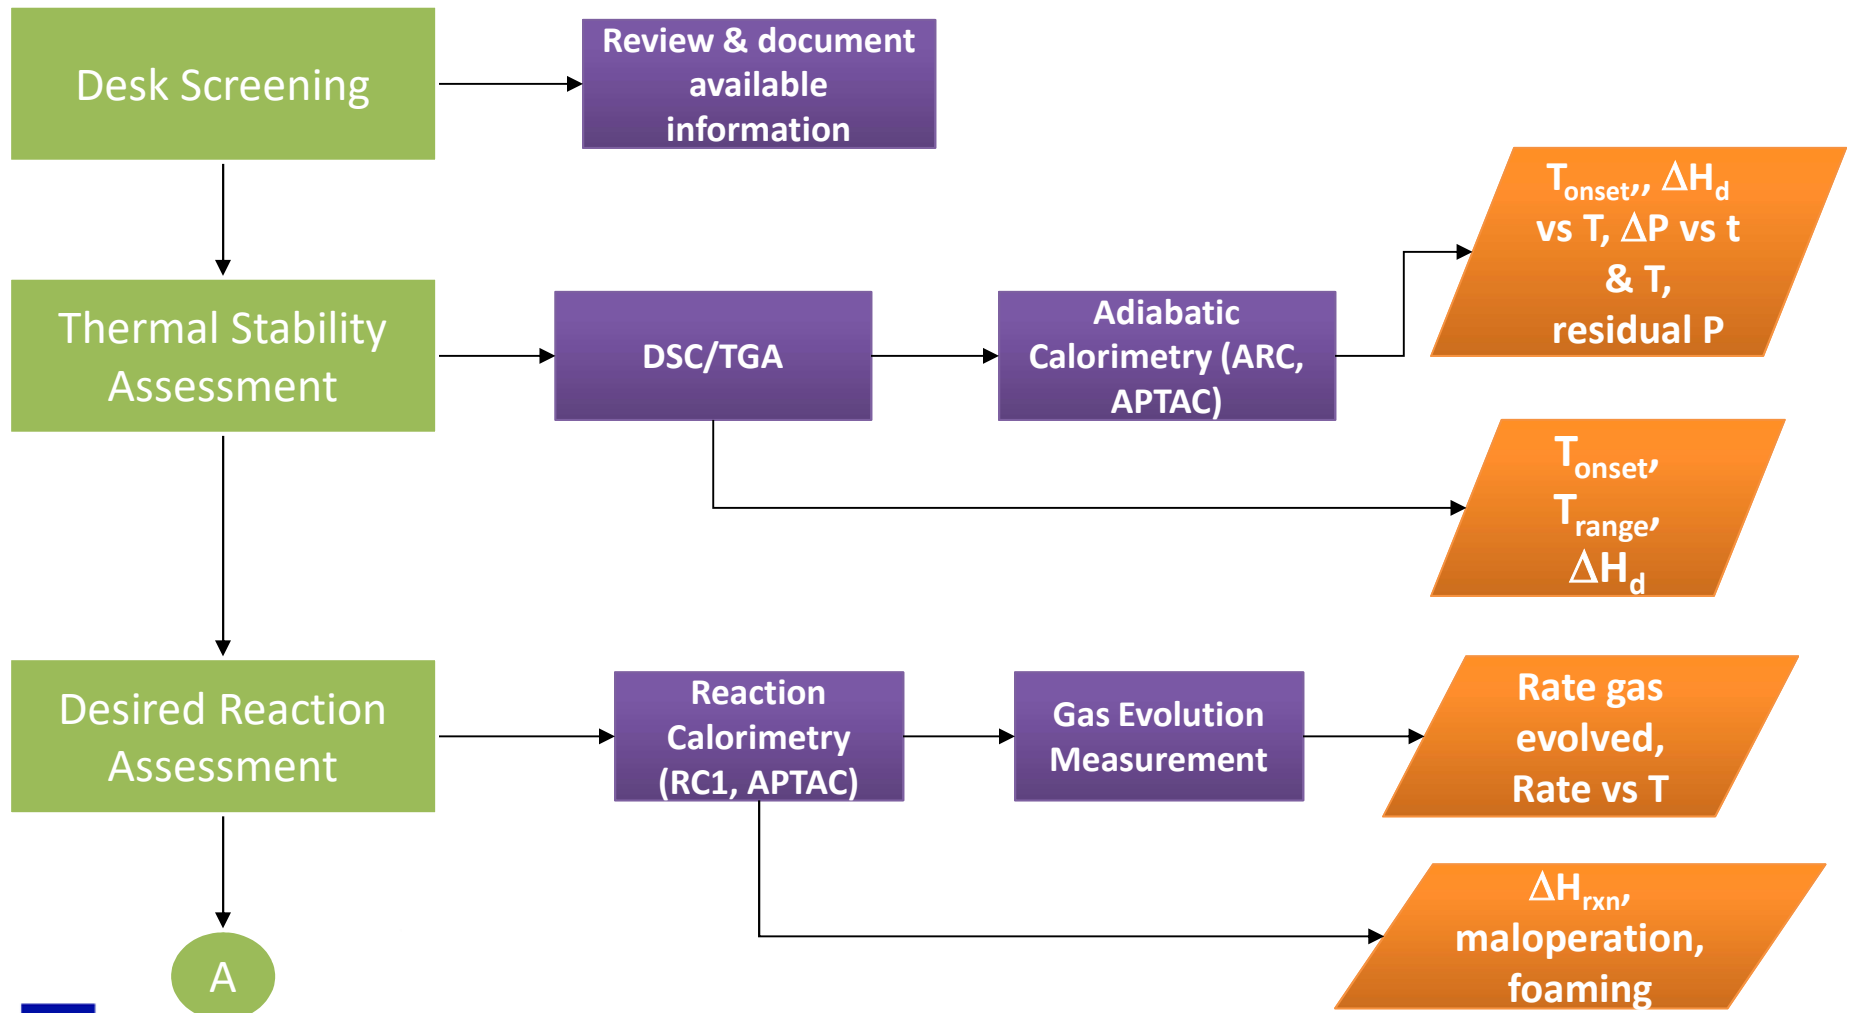 Desk Screening
Review & document
available
information
Thermal Stability
Assessment
DSC/TGA
Adiabatic
Calorimetry (ARC,
APTAC)
Tonset,, ΔHd
vs T, ΔP vs t
& T,
residual P
Tonset,
Trange,
ΔHd
Desired Reaction
Assessment
Reaction
Calorimetry
(RC1, APTAC)
Gas Evolution
Measurement
Rate gas
evolved,
Rate vs T
ΔHrxn,
maloperation,
foaming
A